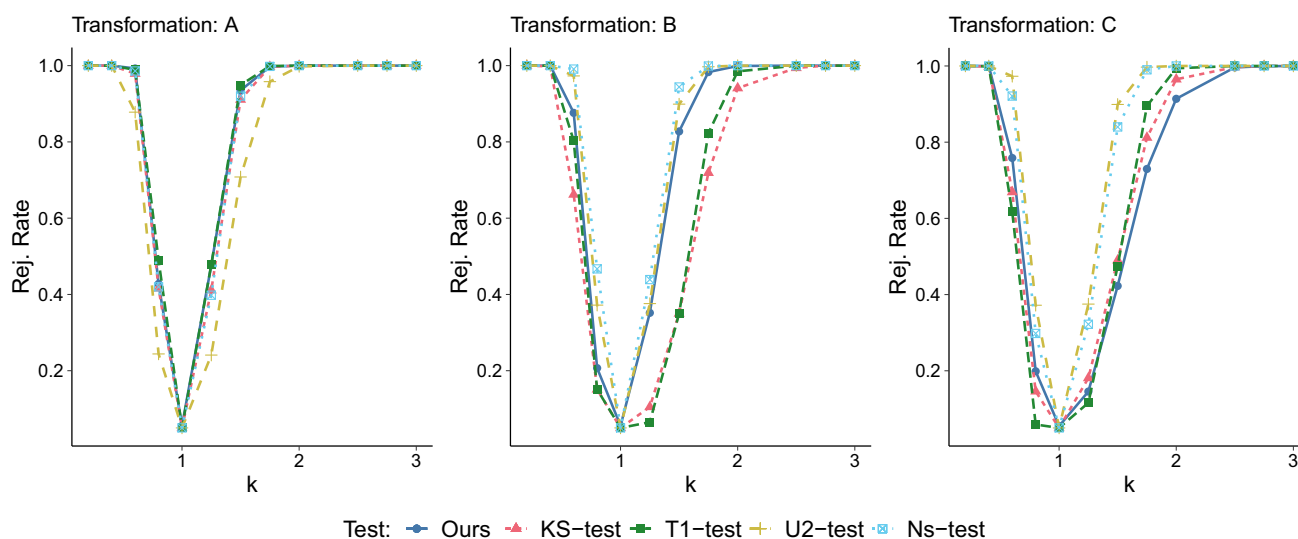 Transformation: A
Rej. Rate
1.0
0.8
0.6
0.4
0.2
1 2 3
k
Transformation: B
Rej. Rate
1.0
0.8
0.6
0.4
0.2
1 2 3
k
Transformation: C
Rej. Rate
1.0
0.8
0.6
0.4
0.2
1 2 3
k
Test: Ours KS−test T1−test U2−test Ns−test